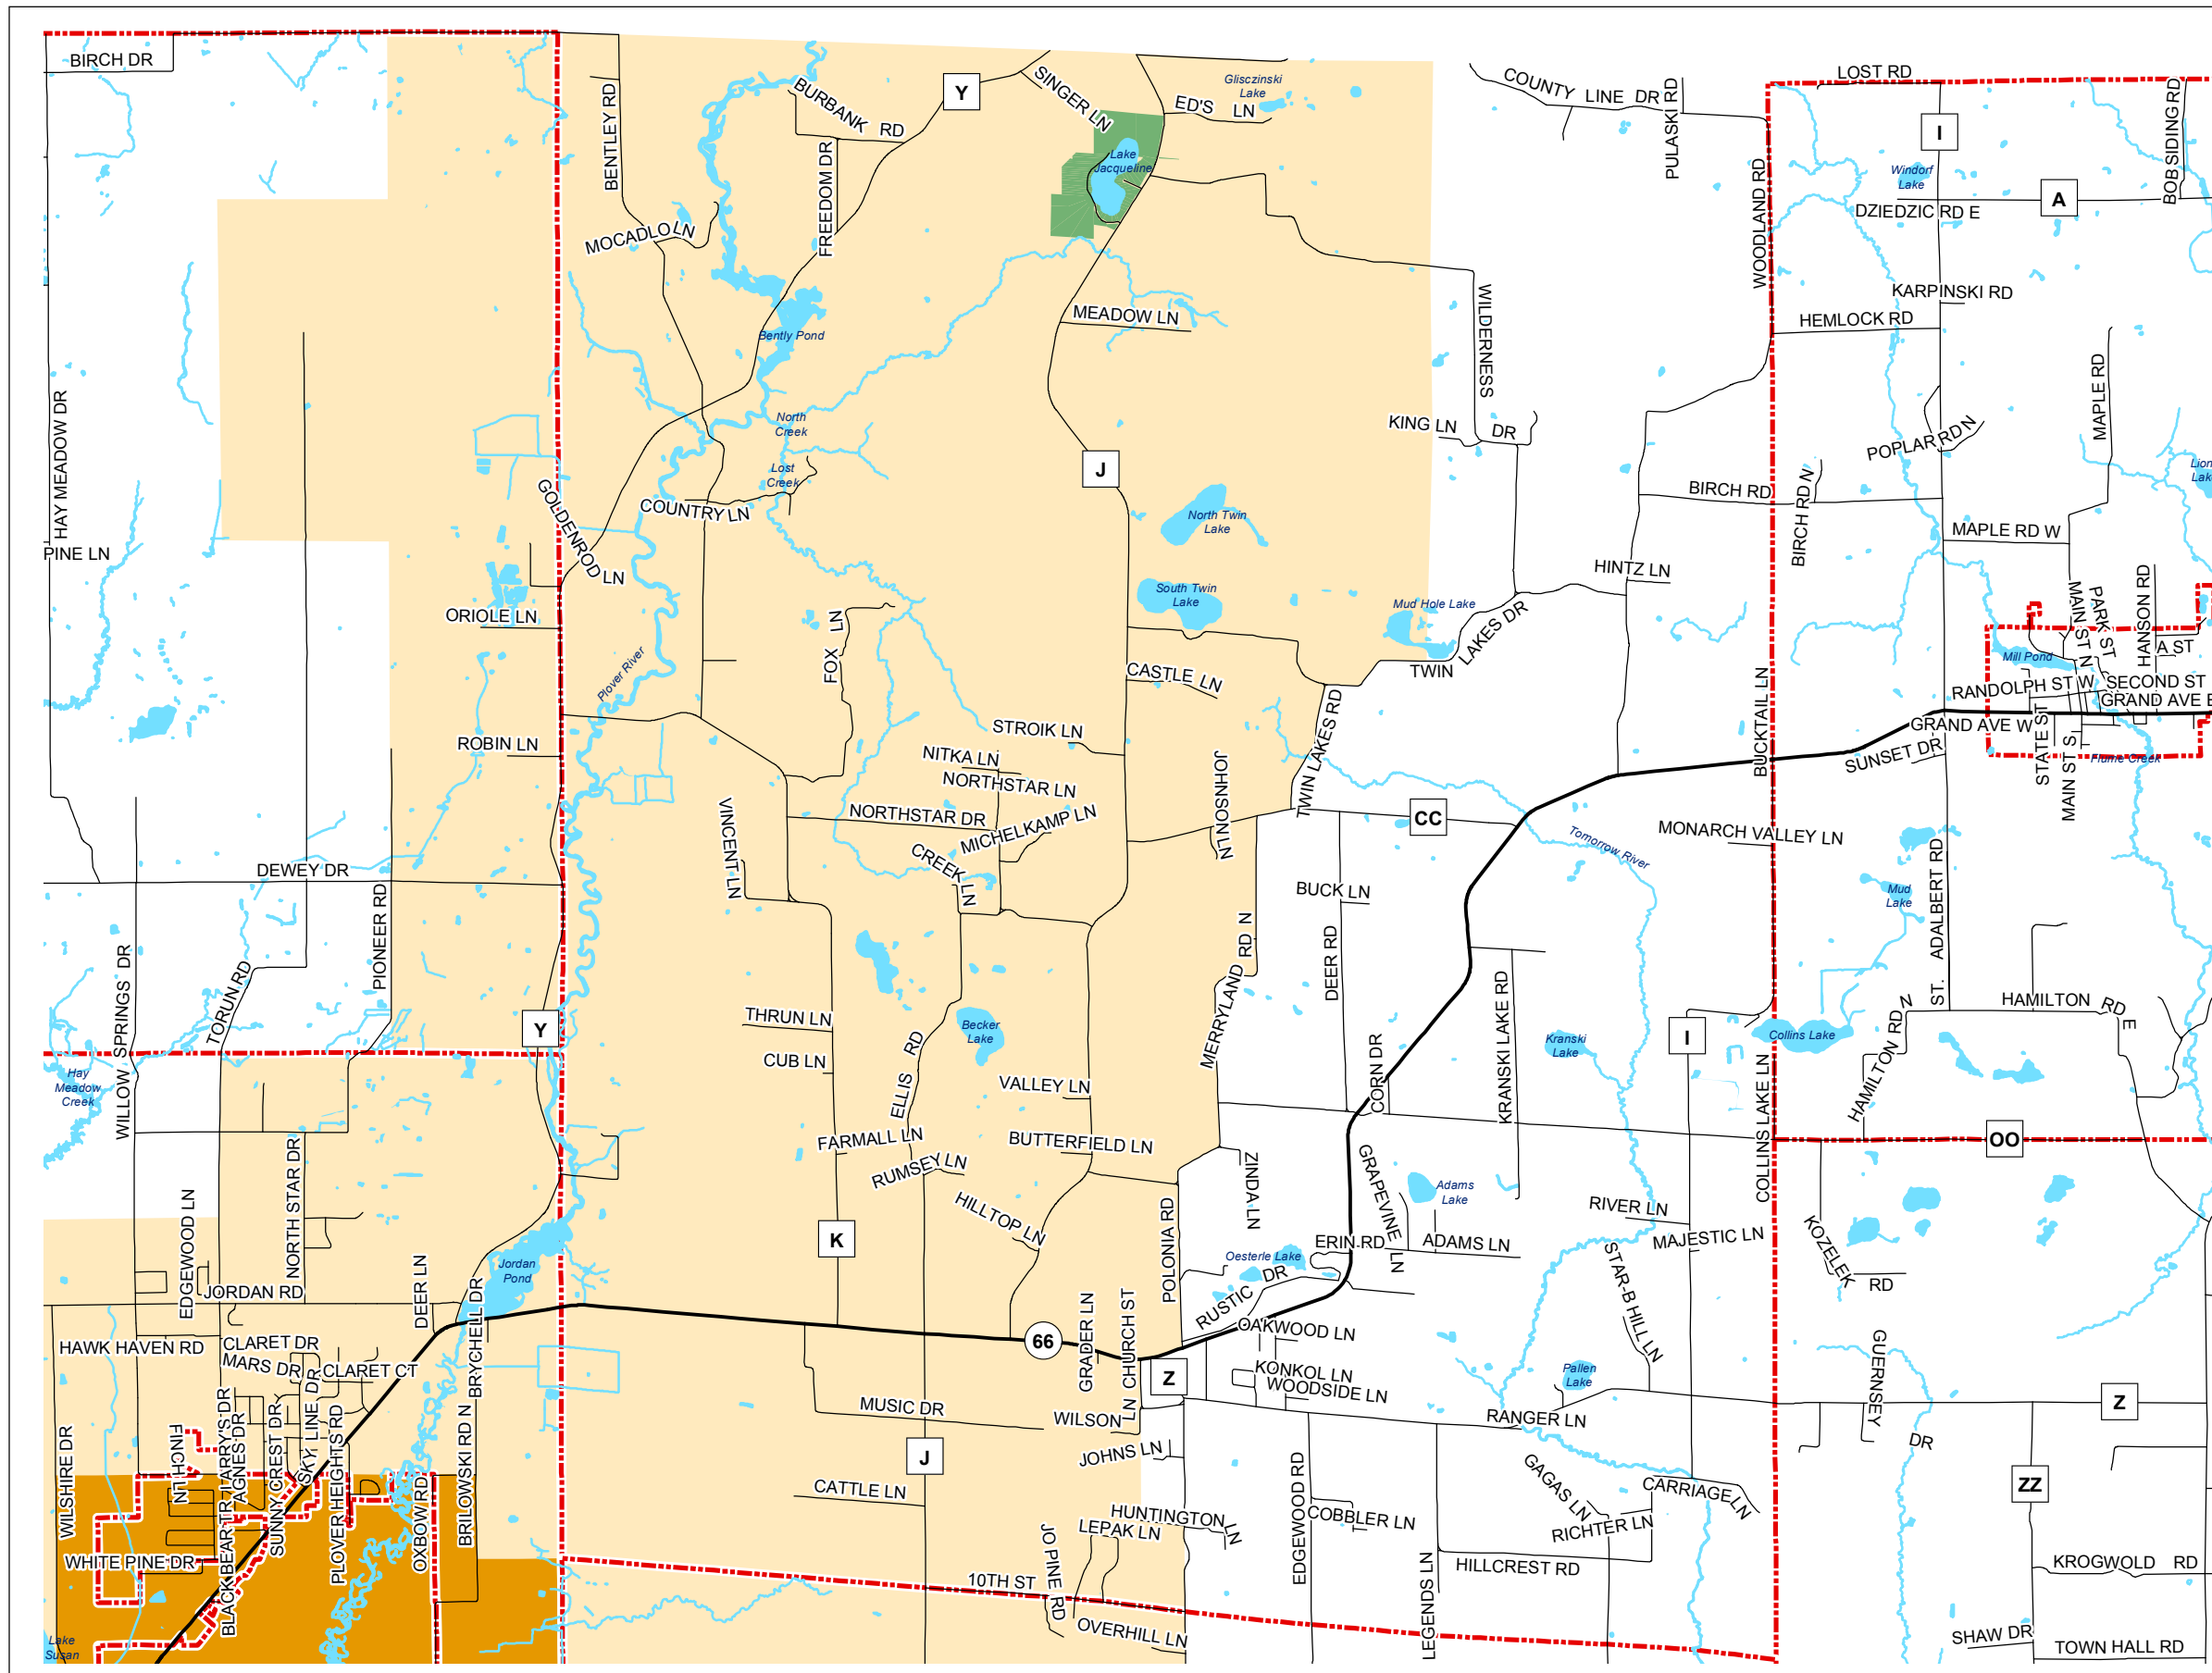 BIRCH DR
BENTLEY RD
BURBANK RD
Y
SINGER LN
Glisczinski
Lake
ED'S LN
COUNTY LINE DR
PULASKI RD
LOST RD
I
BOB SIDING RD
FREEDOM DR
Lake
Jacqueline
WOODLAND RD
Windorf
Lake
A
DZIEDZIC RD E
MOCADLO LN
KARPINSKI RD
HEMLOCK RD
MEADOW LN
WILDERNESS
DR
Bently Pond
MAPLE RD
HAY MEADOW DR
North
Creek
KING LN
POPLAR RD N
Lost
Creek
J
GOLDENROD LN
COUNTRY LN
North Twin
Lake
BIRCH RD
BIRCH RD N
MAPLE RD W
PINE LN
HINTZ LN
South Twin
Lake
Mud Hole Lake
ORIOLE LN
FOX LN
TWIN LAKES DR
MAIN ST N
PARK ST
HANSON RD
A ST
Mill Pond
Plover River
CASTLE LN
BUCKTAIL LN
RANDOLPH ST W
SECOND ST
GRAND AVE E
GRAND AVE W
STATE ST
MAIN ST S
SUNSET DR
Flume Creek
ROBIN LN
STROIK LN
NITKA LN
NORTHSTAR LN
JOHNSON LN
TWIN LAKES RD
NORTHSTAR DR
MICHELKAMP LN
VINCENT LN
CREEK LN
CC
Tomorrow River
MONARCH VALLEY LN
DEWEY DR
PIONEER RD
BUCK LN
DEER RD
Mud
Lake
ST. ADALBERT RD
MERRYLAND RD N
WILLOW SPRINGS DR
TORUN RD
Y
THRUN LN
CUB LN
Becker
Lake
ELLIS RD
VALLEY LN
CORN DR
KRANSKI LAKE RD
Kranski
Lake
I
Collins Lake
HAMILTON RD N
HAMILTON RD E
Hay
Meadow
Creek
COLLINS LAKE LN
OO
FARMALL LN
RUMSEY LN
BUTTERFIELD LN
NORTH STAR DR
EDGEWOOD LN
HILLTOP LN
K
POLONIA RD
ZINDA LN
GRAPEVINE LN
Adams
Lake
RIVER LN
MAJESTIC LN
ERIN RD
ADAMS LN
Oesterle Lake
RUSTIC DR
STAR-B HILL LN
KOZELEK RD
JORDAN RD
DEER LN
BRYCHELL DR
Jordan
Pond
HAWK HAVEN RD
CLARET DR
MARS DR
CLARET CT
66
GRADER LN
CHURCH ST
OAKWOOD LN
Z
KONKOL LN
WOODSIDE LN
Pallen
Lake
GUERNSEY DR
Z
MUSIC DR
WILSON LN
RANGER LN
WILSHIRE DR
FINCH LN
AGNES DR
SUNNY CREST DR
SKY LINE DR
PLOVER HEIGHTS RD
OXBOW RD
BRILOWSKI RD N
J
JOHNS LN
CATTLE LN
EDGEWOOD RD
COBBLER LN
GAGAS LN
RICHTER LN
CARRIAGE LN
ZZ
HUNTINGTON LN
LEPAK LN
JO PINE RD
WHITE PINE DR
10TH ST
LEGENDS LN
HILLCREST RD
KROGWOLD RD
OVERHILL LN
Lake
Susan
SHAW DR
TOWN HALL RD